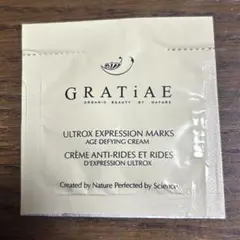 GRATiAE
ORGANIC BEAUTY BY NATURE
ULTROX EXPRESSION MARKS
AGE DEFYING CREAM
CRÈME ANTI-RIDES ET RIDES
D'EXPRESSION ULTROX
Created by Nature Perfected by Science